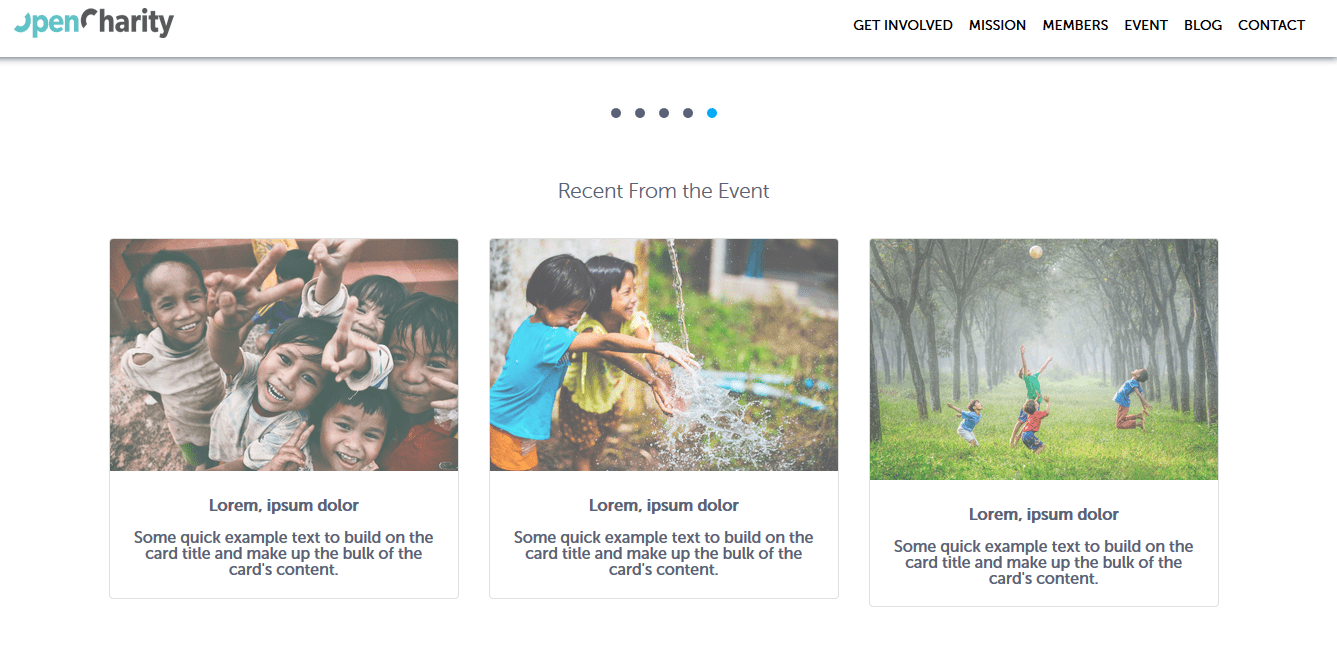 OpenCharity
GET INVOLVED MISSION MEMBERS EVENT BLOG CONTACT
Recent From the Event
Lorem, ipsum dolor
Some quick example text to build on the
card title and make up the bulk of the
card's content.
Lorem, ipsum dolor
Some quick example text to build on the
card title and make up the bulk of the
card's content.
Lorem, ipsum dolor
Some quick example text to build on the
card title and make up the bulk of the
card's content.